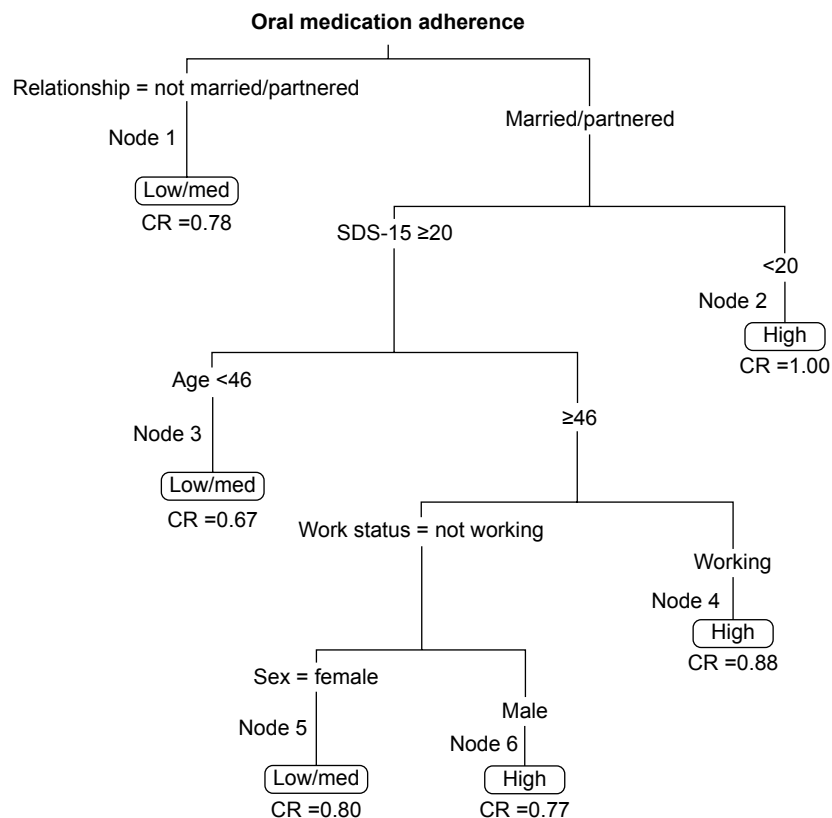 Oral medication adherence
Relationship = not married/partnered
Married/partnered
Node 1
Low/med
CR =0.78
SDS-15 ≥20
<20
Node 2
High
CR =1.00
Age <46
≥46
Node 3
Low/med
CR =0.67
Work status = not working
Working
Node 4
High
CR =0.88
Sex = female
Male
Node 5
Node 6
Low/med
High
CR =0.80
CR =0.77